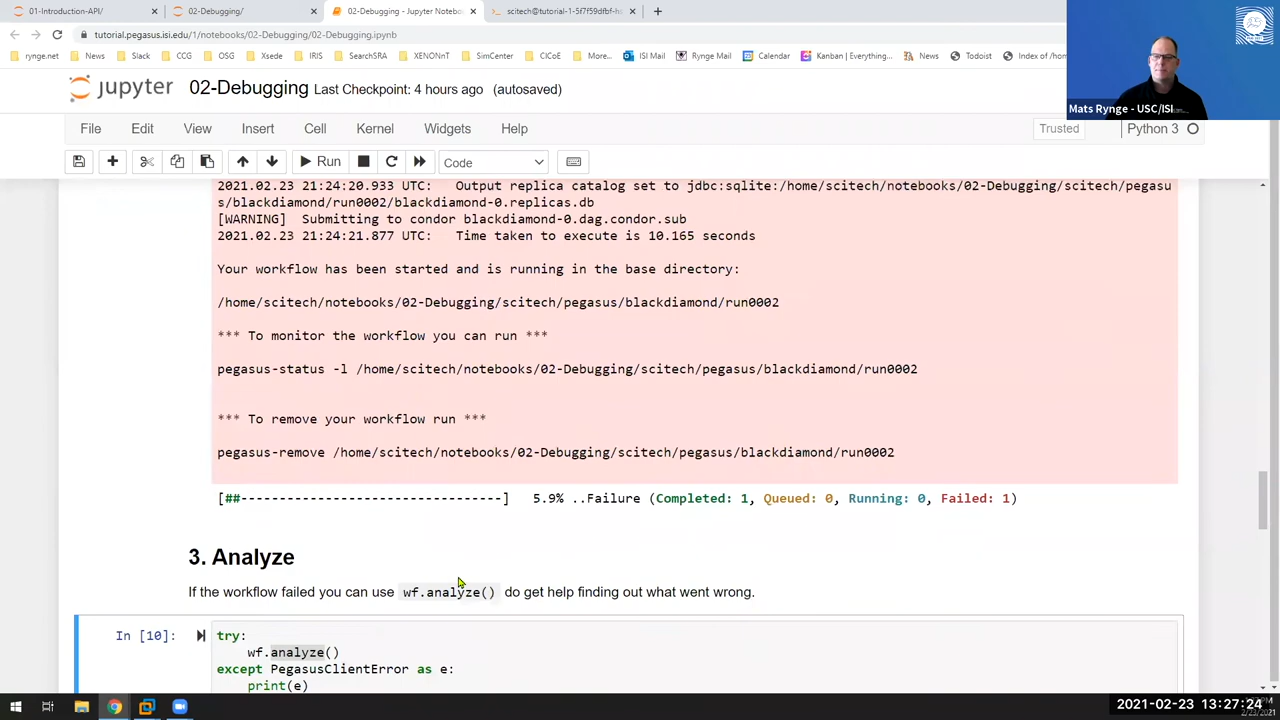 01-Introduction-API/
02-Debugging/
02-Debugging - Jupyter Notebo
scitech@tutorial-1-5f7f59dfbf-h
tutorial.pegasus.isi.edu/1/notebooks/02-Debugging/02-Debugging.ipynb
rynge.net News Slack CCG OSG Xsede IRIS SearchSRA XENONnT SimCenter CICoE More... ISI Mail Rynge Mail Calendar Kanban | Everything... News Todoist Index of /hom
Mats Rynge - USC/ISI
jupyter 02-Debugging Last Checkpoint: 4 hours ago (autosaved)
File Edit View Insert Cell Kernel Widgets Help Trusted Python 3
Run Code
2021.02.23 21:24:20.933 UTC: Output replica catalog set to jdbc:sqlite:/home/scitech/notebooks/02-Debugging/scitech/pegasu
s/blackdiamond/run0002/blackdiamond-0.replicas.db
[WARNING] Submitting to condor blackdiamond-0.dag.condor.sub
2021.02.23 21:24:21.877 UTC: Time taken to execute is 10.165 seconds
Your workflow has been started and is running in the base directory:
/home/scitech/notebooks/02-Debugging/scitech/pegasus/blackdiamond/run0002
*** To monitor the workflow you can run ***
pegasus-status -l /home/scitech/notebooks/02-Debugging/scitech/pegasus/blackdiamond/run0002
*** To remove your workflow run ***
pegasus-remove /home/scitech/notebooks/02-Debugging/scitech/pegasus/blackdiamond/run0002
[##---------------------------------] 5.9% ..Failure (Completed: 1, Queued: 0, Running: 0, Failed: 1)
3. Analyze
If the workflow failed you can use wf.analyze() do get help finding out what went wrong.
In [10]: try:
wf.analyze()
except PegasusClientError as e:
print(e)
2021-02-23 13:27:24